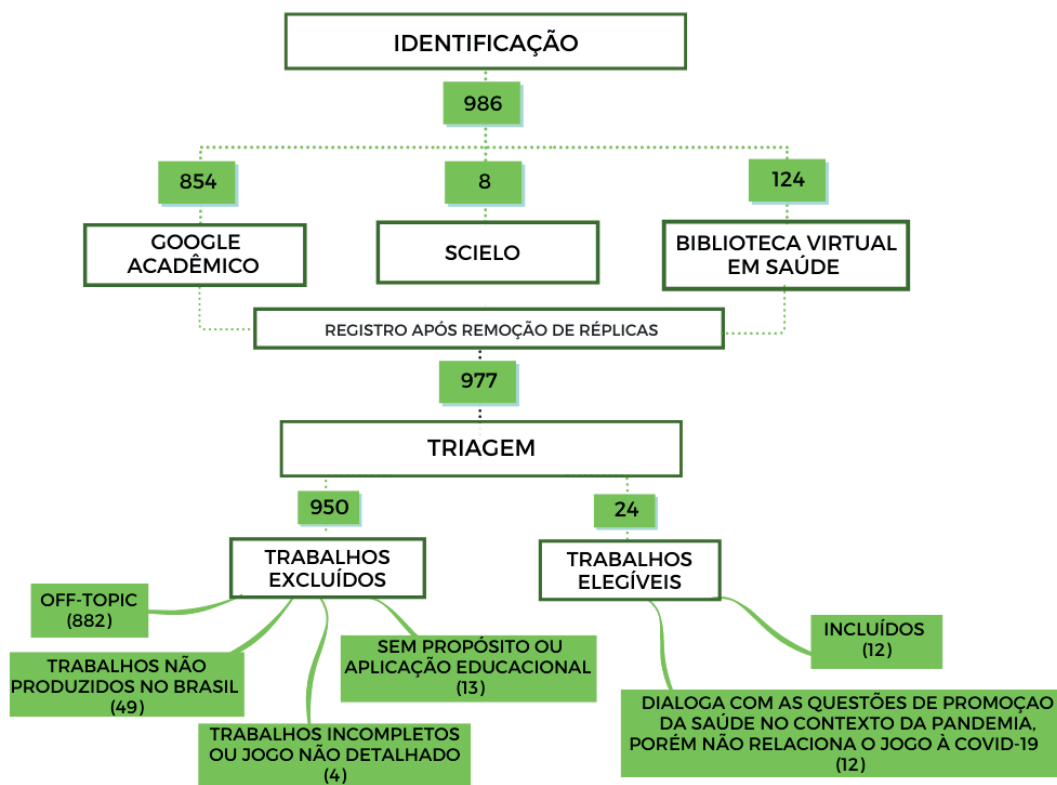 IDENTIFICAÇÃO
986
854
8
124
GOOGLE
ACADÊMICO
SCIELO
BIBLIOTECA VIRTUAL
EM SAÚDE
REGISTRO APÓS REMOÇÃO DE RÉPLICAS
977
TRIAGEM
950
24
TRABALHOS
EXCLUÍDOS
TRABALHOS
ELEGÍVEIS
OFF-TOPIC
(882)
TRABALHOS NÃO
PRODUZIDOS NO BRASIL
(49)
TRABALHOS INCOMPLETOS
OU JOGO NÃO DETALHADO
(4)
SEM PROPÓSITO OU
APLICAÇÃO EDUCACIONAL
(13)
INCLUÍDOS
(12)
DIALOGA COM AS QUESTÕES DE PROMOÇAO
DA SAÚDE NO CONTEXTO DA PANDEMIA,
PORÉM NÃO RELACIONA O JOGO À COVID-19
(12)